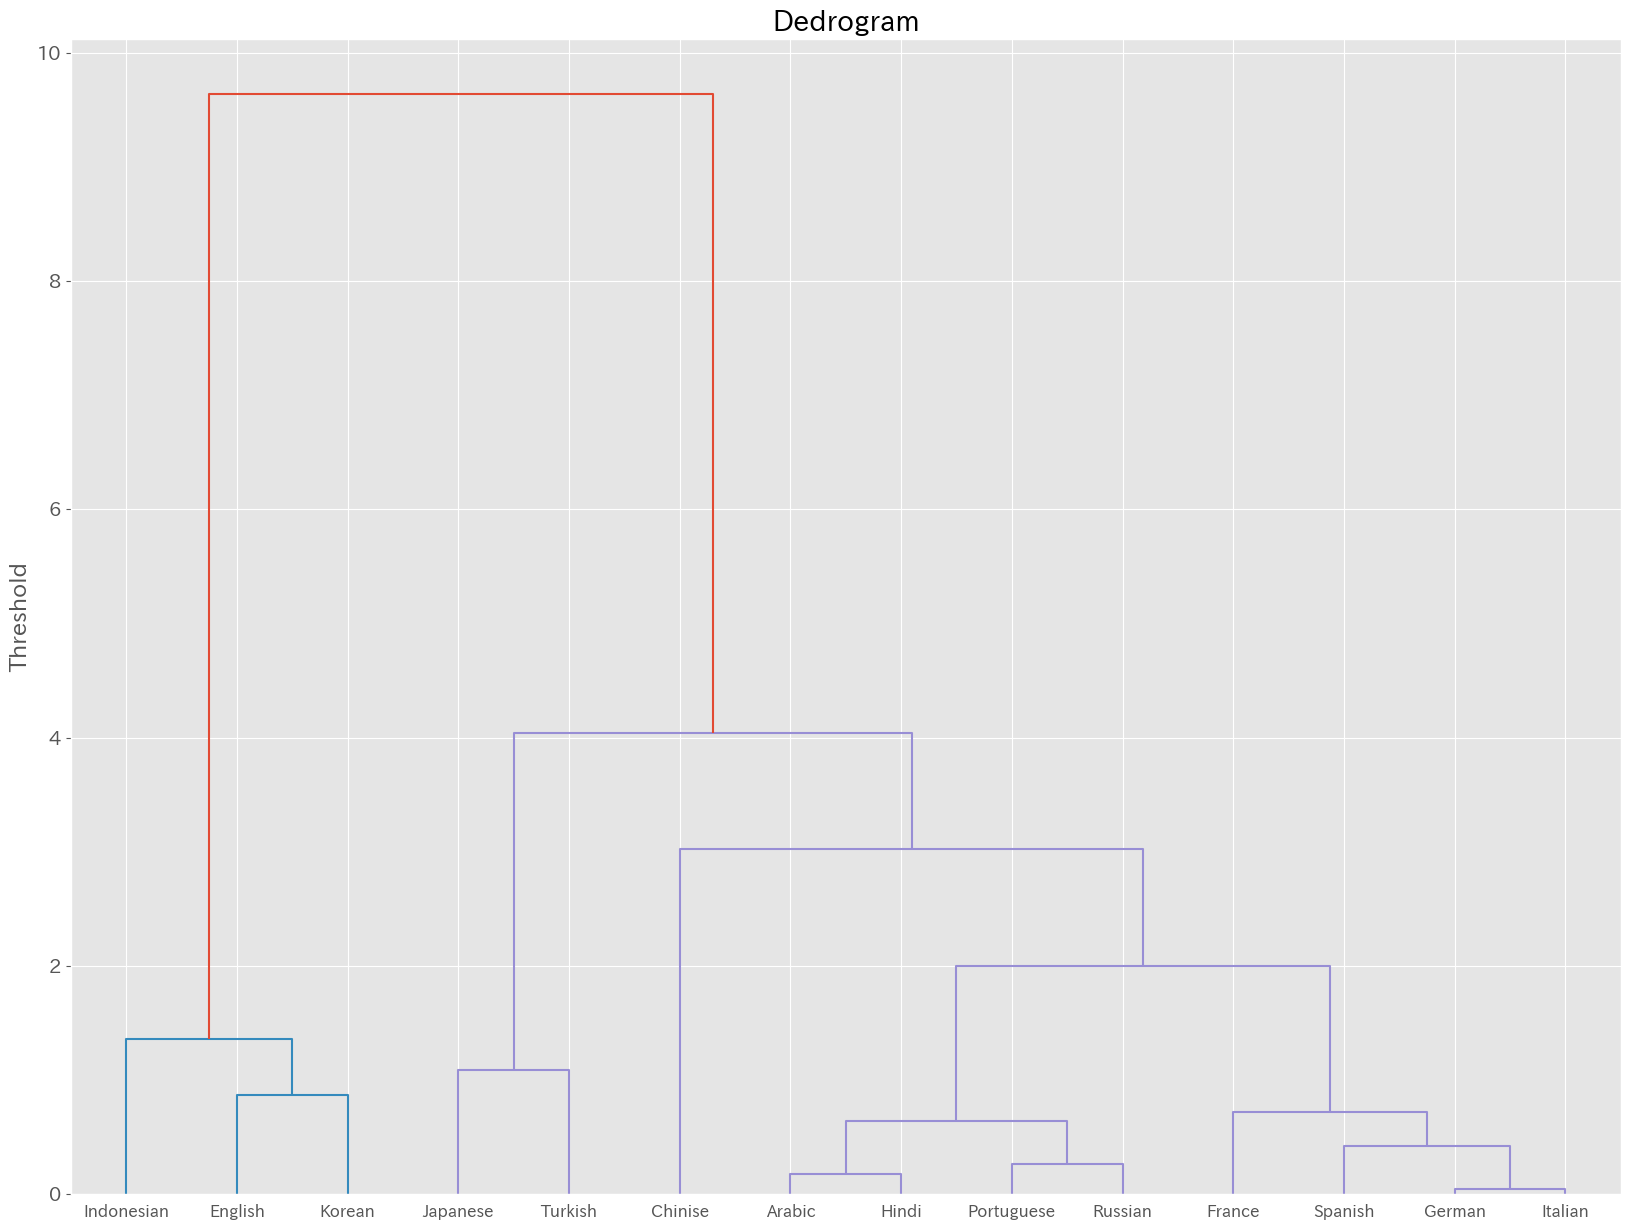 Dedrogram
Threshold
10
8
6
4
2
0
Indonesian English Korean Japanese Turkish Chinise Arabic Hindi Portuguese Russian France Spanish German Italian